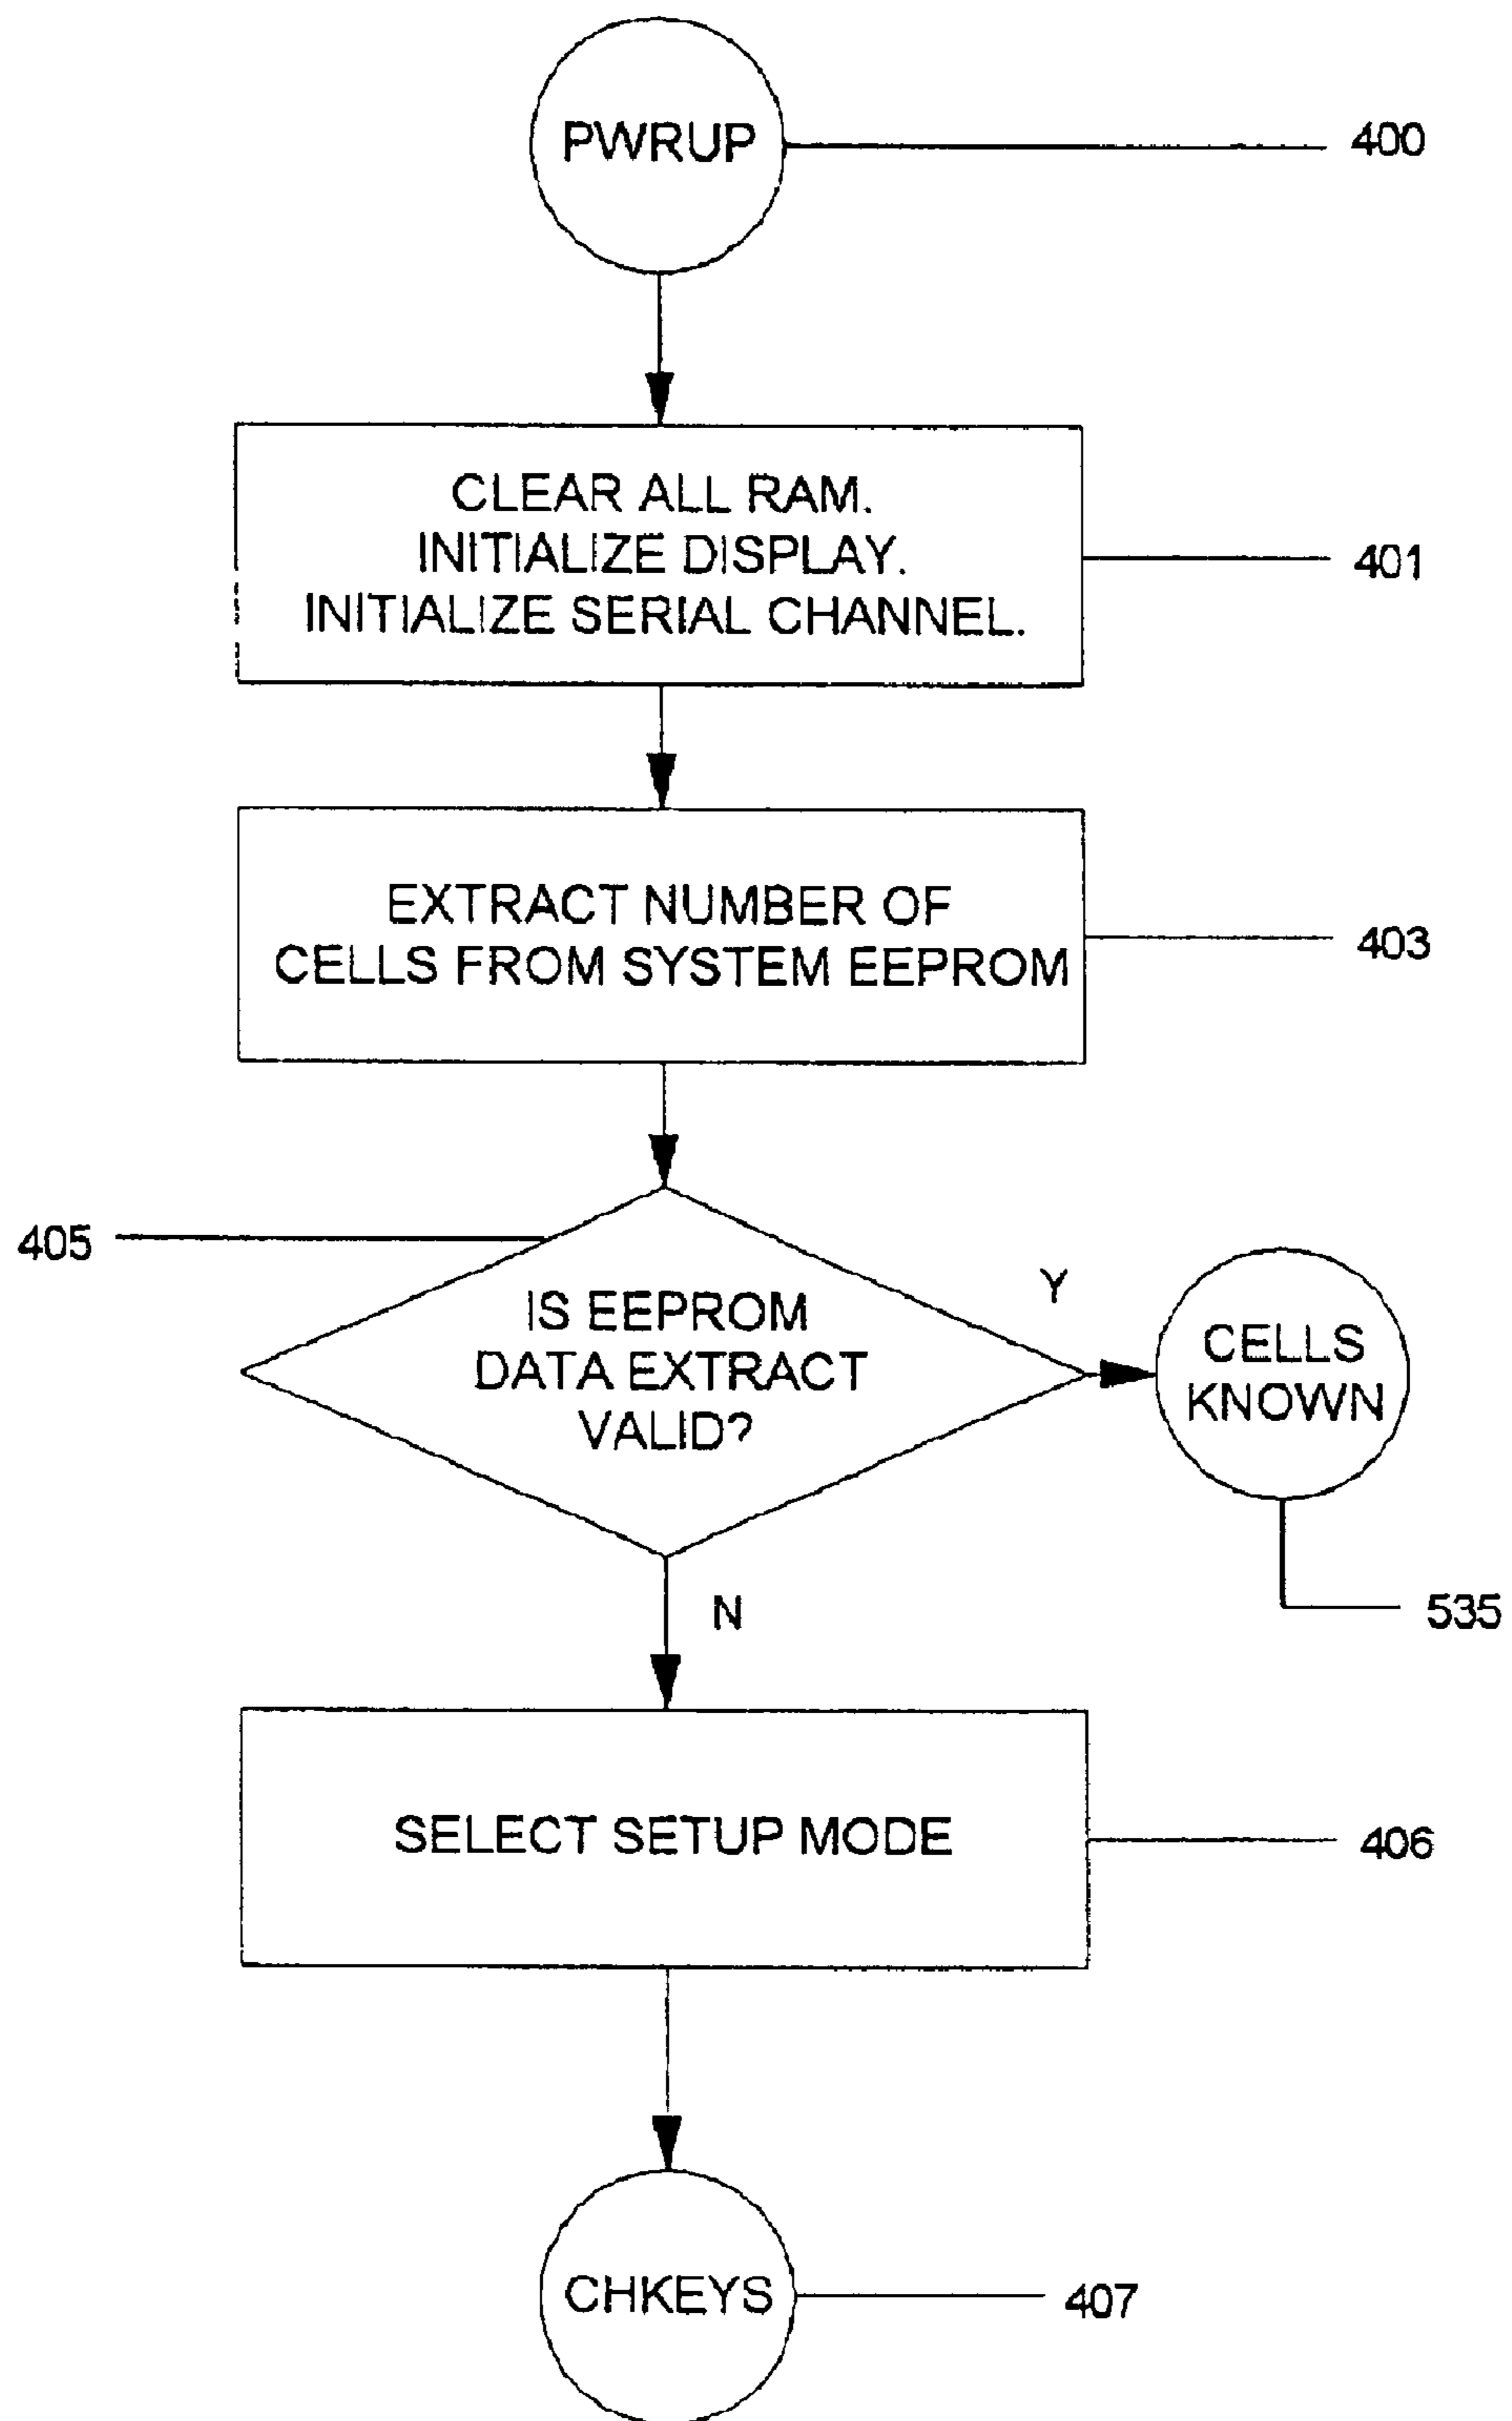 PWRUP
400
CLEAR ALL RAM.
INITIALIZE DISPLAY.
INITIALIZE SERIAL CHANNEL.
401
EXTRACT NUMBER OF
CELLS FROM SYSTEM EEPROM
403
405
IS EEPROM
DATA EXTRACT
VALID?
Y
CELLS
KNOWN
535
N
SELECT SETUP MODE
406
CHKEYS
407